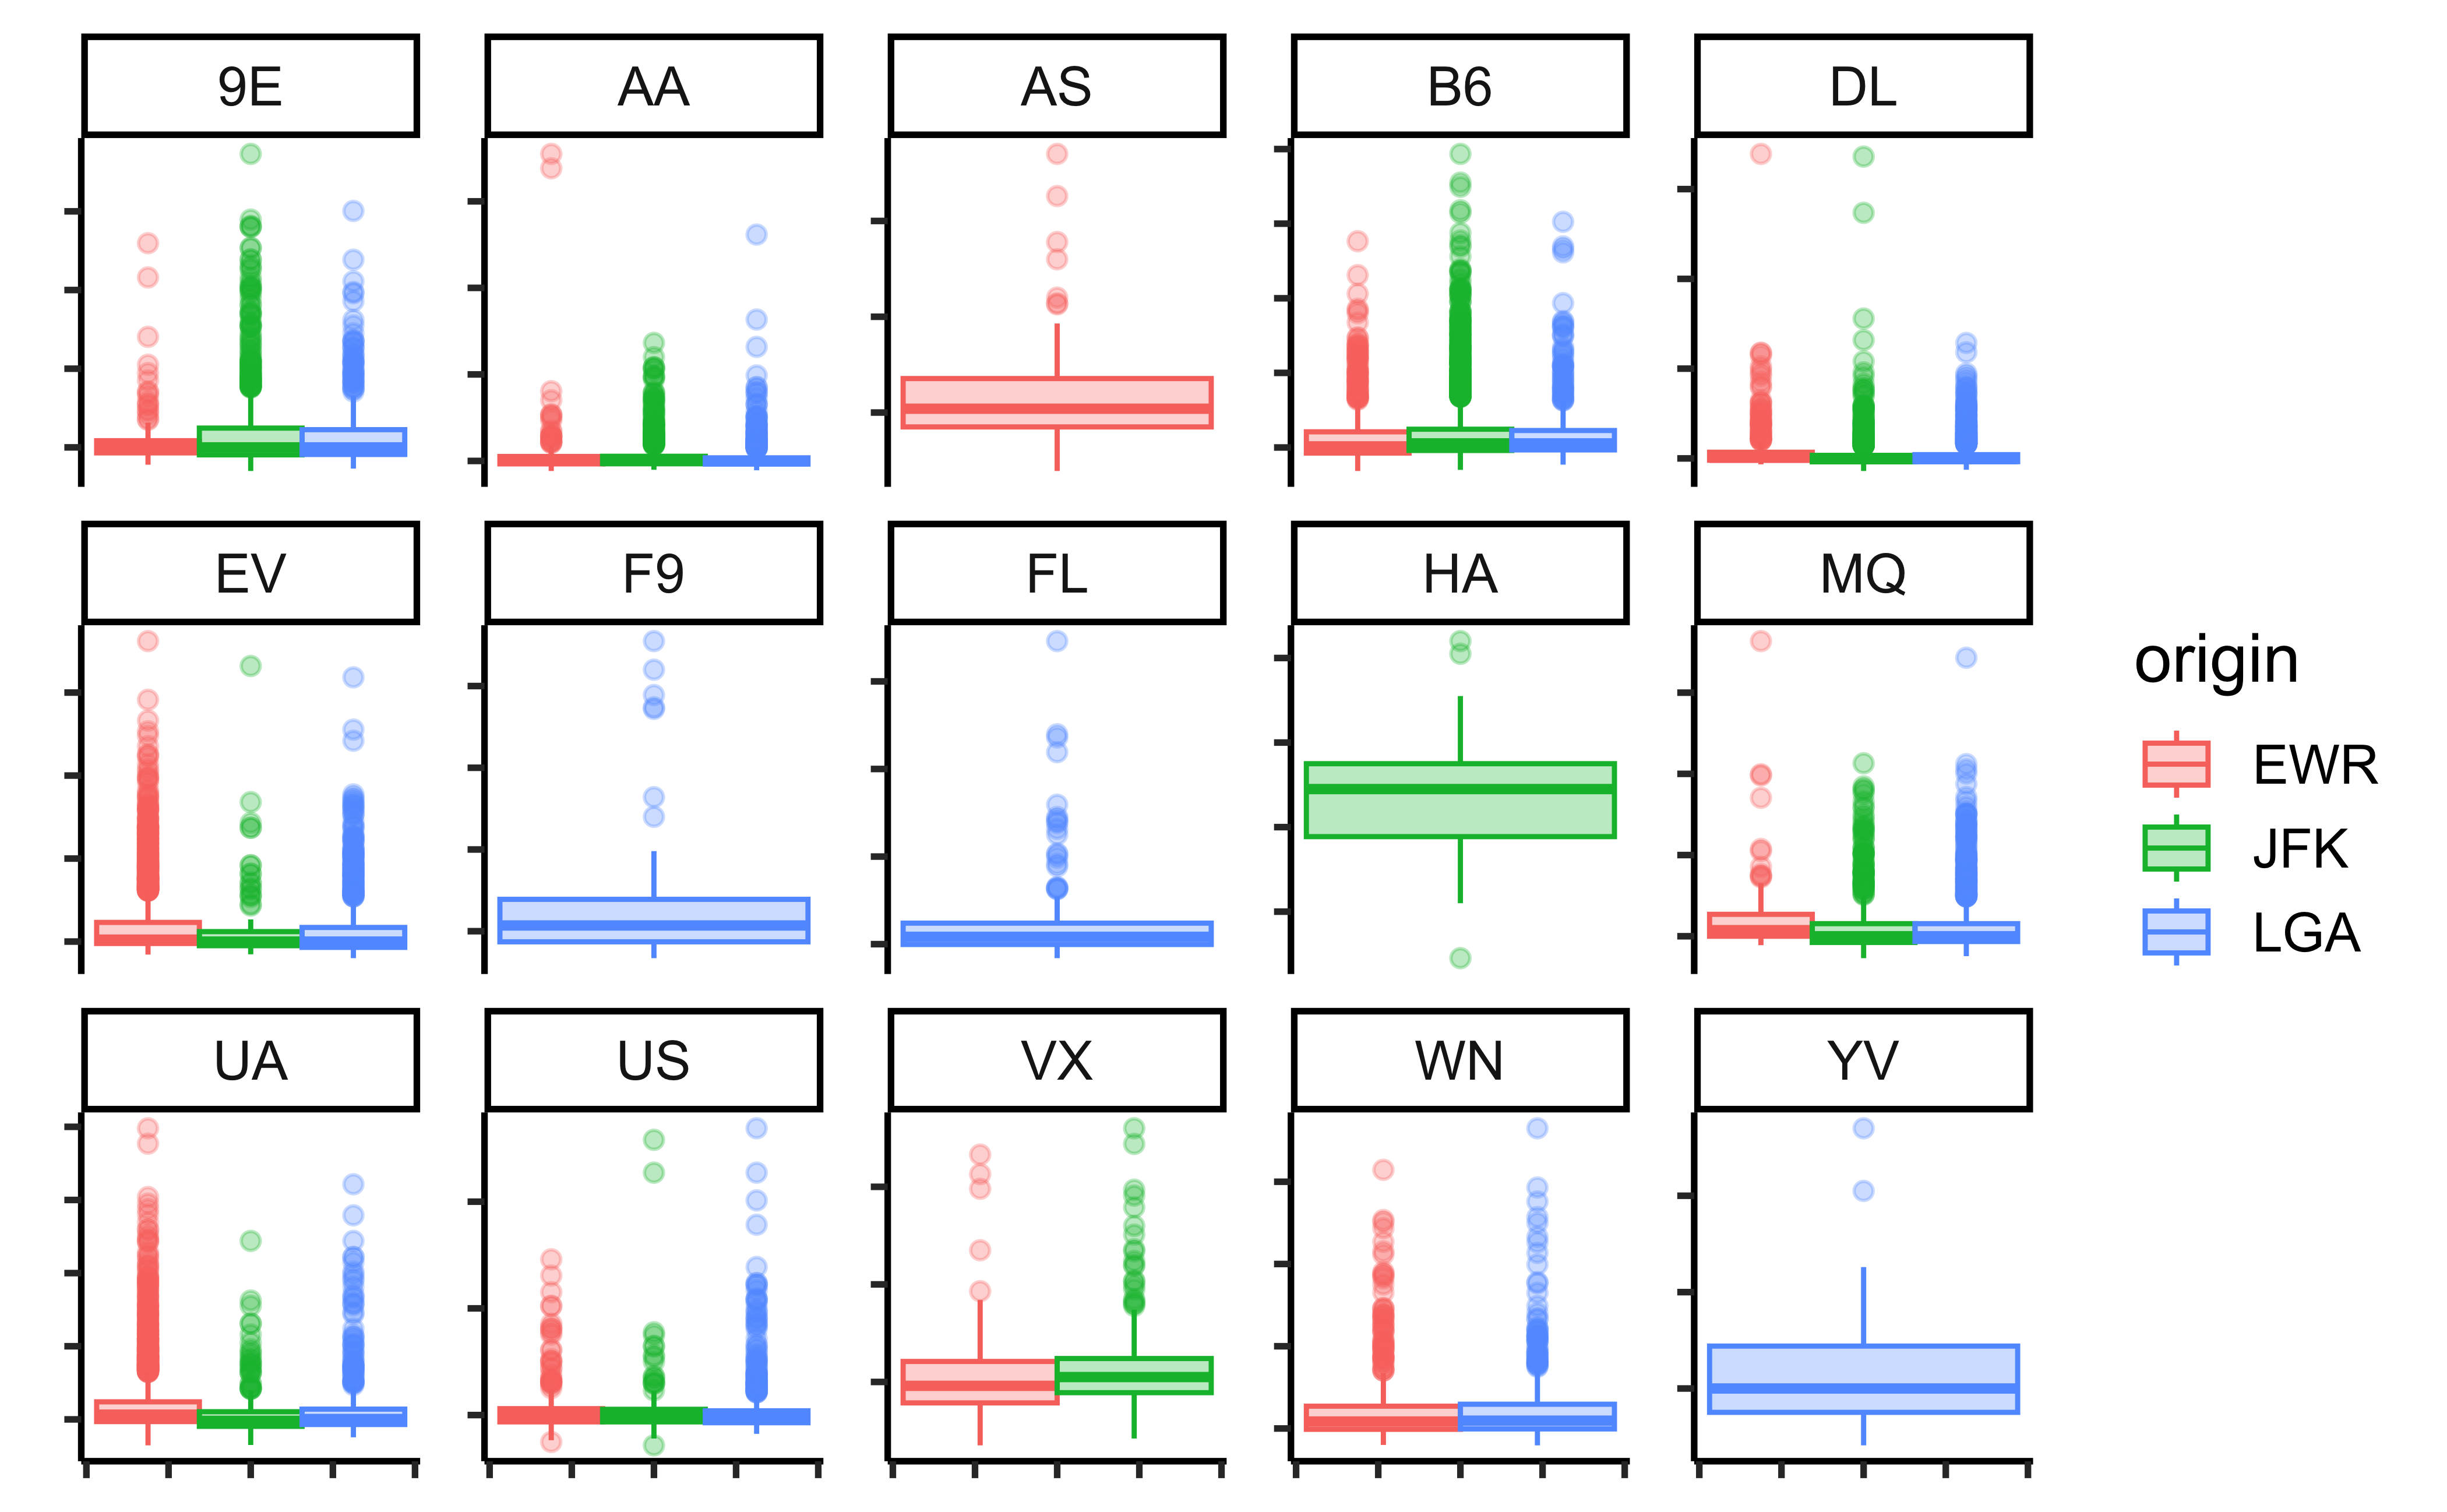 9E
AA
AS
B6
DL
EV
F9
FL
HA
MQ
origin
EWR
JFK
LGA
UA
US
VX
WN
YV